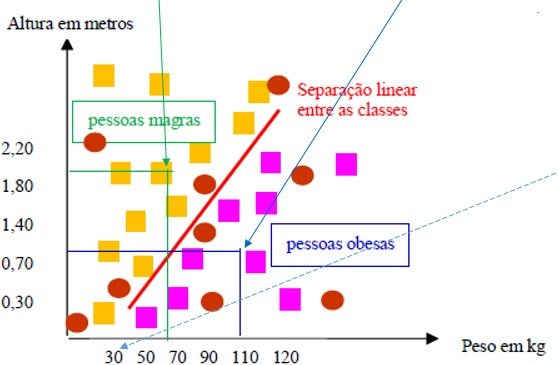 Altura em metros
Separação linear
entre as classes
pessoas magras
2,20
1,80
1,40
pessoas obesas
0,70
0,30
30 50 70 90 110 120
Peso em kg